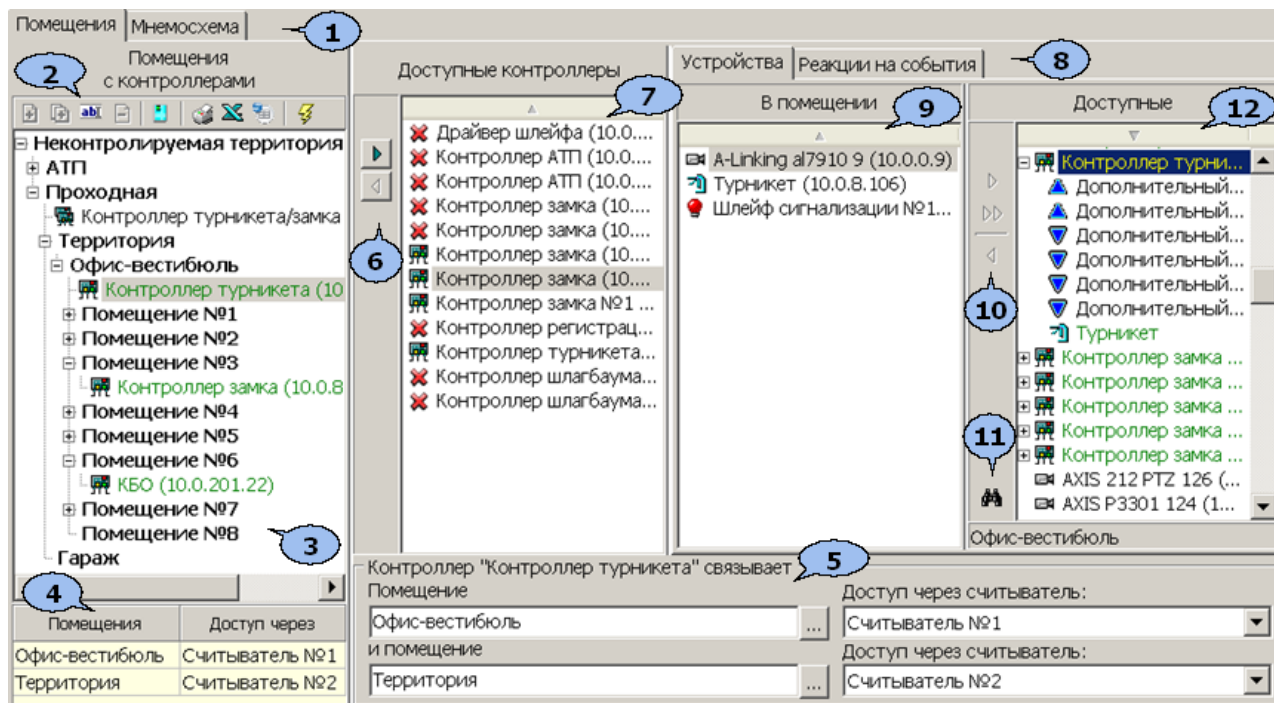 Помещения
Мнемосхема
1
Помещения
с контроллерами
2
abI
Неконтролируемая территория
АТП
Проходная
Контроллер турникета/замка
Территория
Офис-вестибюль
Контроллер турникета (10
Помещение №1
Помещение №2
Помещение №3
Контроллер замка (10.0.8
Помещение №4
Помещение №5
Помещение №6
КБО (10.0.201.22)
Помещение №7
Помещение №8
Гараж
3
4
Помещения Доступ через
Офис-вестибюль Считыватель №1
Территория Считыватель №2
Доступные контроллеры
7
Драйвер шлейфа (10.0....
Контроллер АТП (10.0....
Контроллер АТП (10.0....
Контроллер замка (10....
Контроллер замка (10....
Контроллер замка (10....
Контроллер замка (10....
Контроллер замка №1 ...
Контроллер регистрац...
Контроллер турникета...
Контроллер шлагбаума...
Контроллер шлагбаума...
6
Устройства
Реакции на события
8
В помещении
9
A-Linking al7910 9 (10.0.0.9)
Турникет (10.0.8.106)
Шлейф сигнализации №1...
Доступные
12
Контроллер турни...
Дополнительный...
Дополнительный...
Дополнительный...
Дополнительный...
Дополнительный...
Дополнительный...
Турникет
Контроллер замка ...
Контроллер замка ...
Контроллер замка ...
Контроллер замка ...
Контроллер замка ...
AXIS 212 PTZ 126 (...
AXIS P3301 124 (1...
10
11
Офис-вестибюль
Контроллер "Контроллер турникета" связывает
5
Помещение Доступ через считыватель:
Офис-вестибюль ... Считыватель №1
и помещение Доступ через считыватель:
Территория ... Считыватель №2